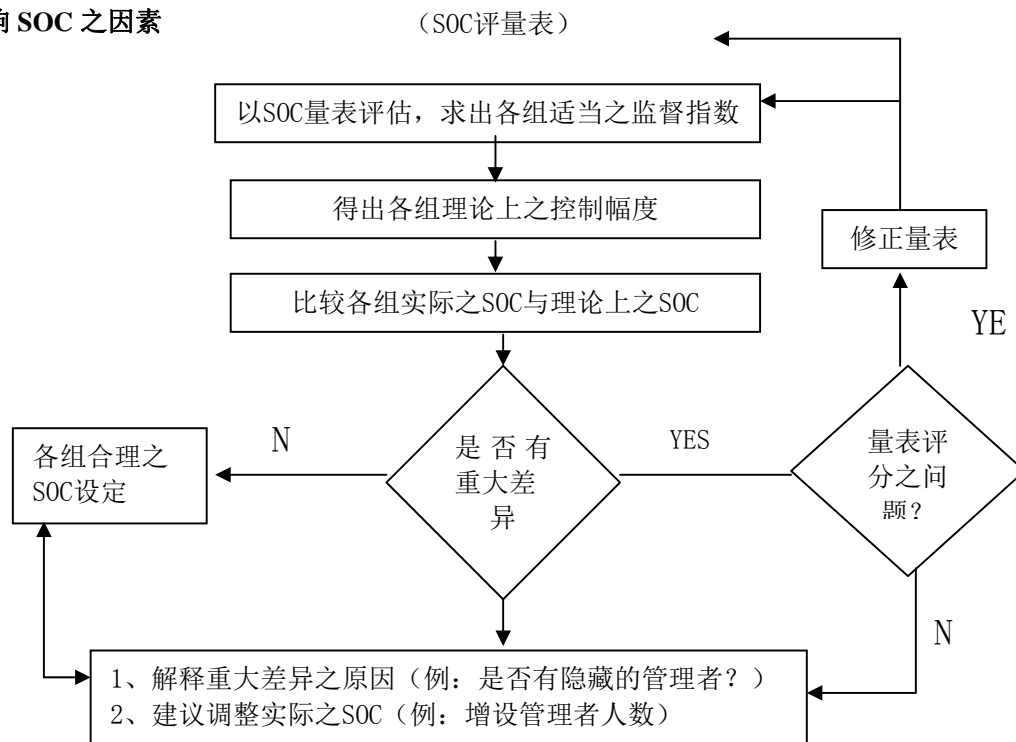 响 SOC 之因素
（SOC评量表）
以SOC量表评估，求出各组适当之监督指数
得出各组理论上之控制幅度
修正量表
比较各组实际之SOC与理论上之SOC
YE
各组合理之
SOC设定
N
是 否 有
重大差
异
YES
量表评
分之问
题？
N
1、解释重大差异之原因（例：是否有隐藏的管理者？）
2、建议调整实际之SOC（例：增设管理者人数）